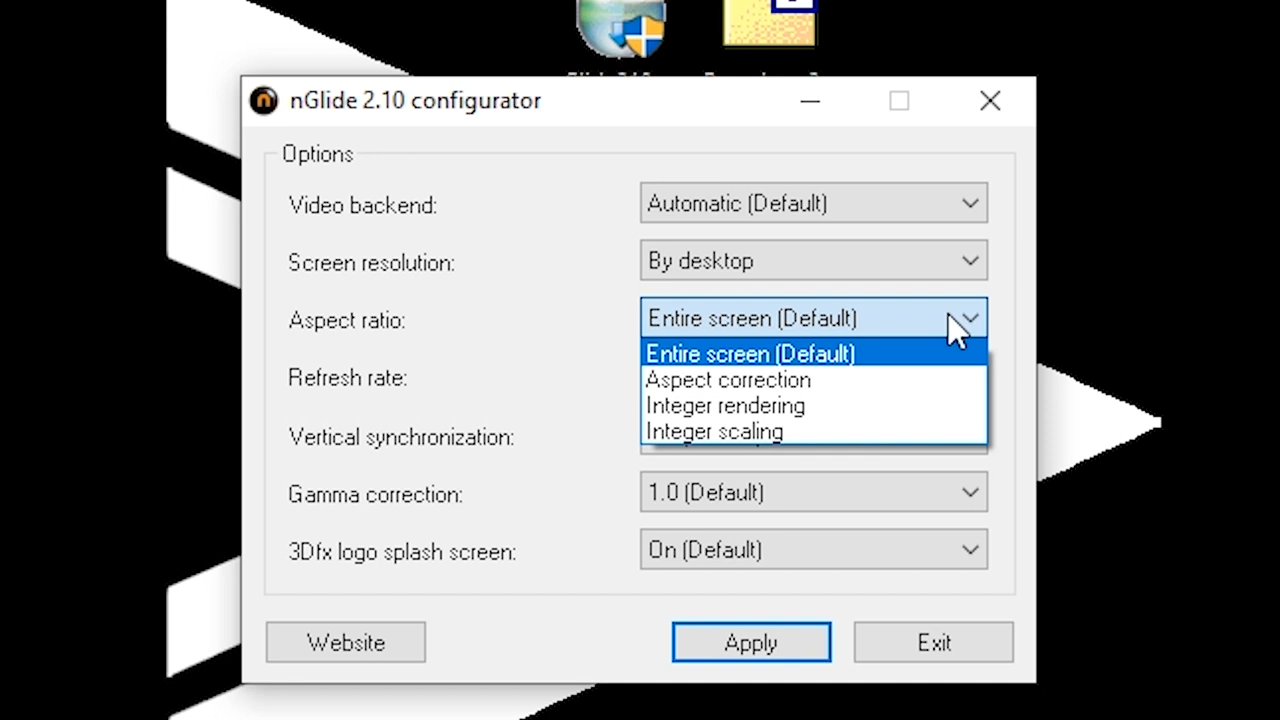 nGlide 2.10 configurator
Options
Video backend: Automatic (Default)
Screen resolution: By desktop
Aspect ratio: Entire screen (Default)
Entire screen (Default)
Aspect correction
Refresh rate:
Integer rendering
Integer scaling
Vertical synchronization:
Gamma correction: 1.0 (Default)
3Dfx logo splash screen: On (Default)
Website Apply Exit